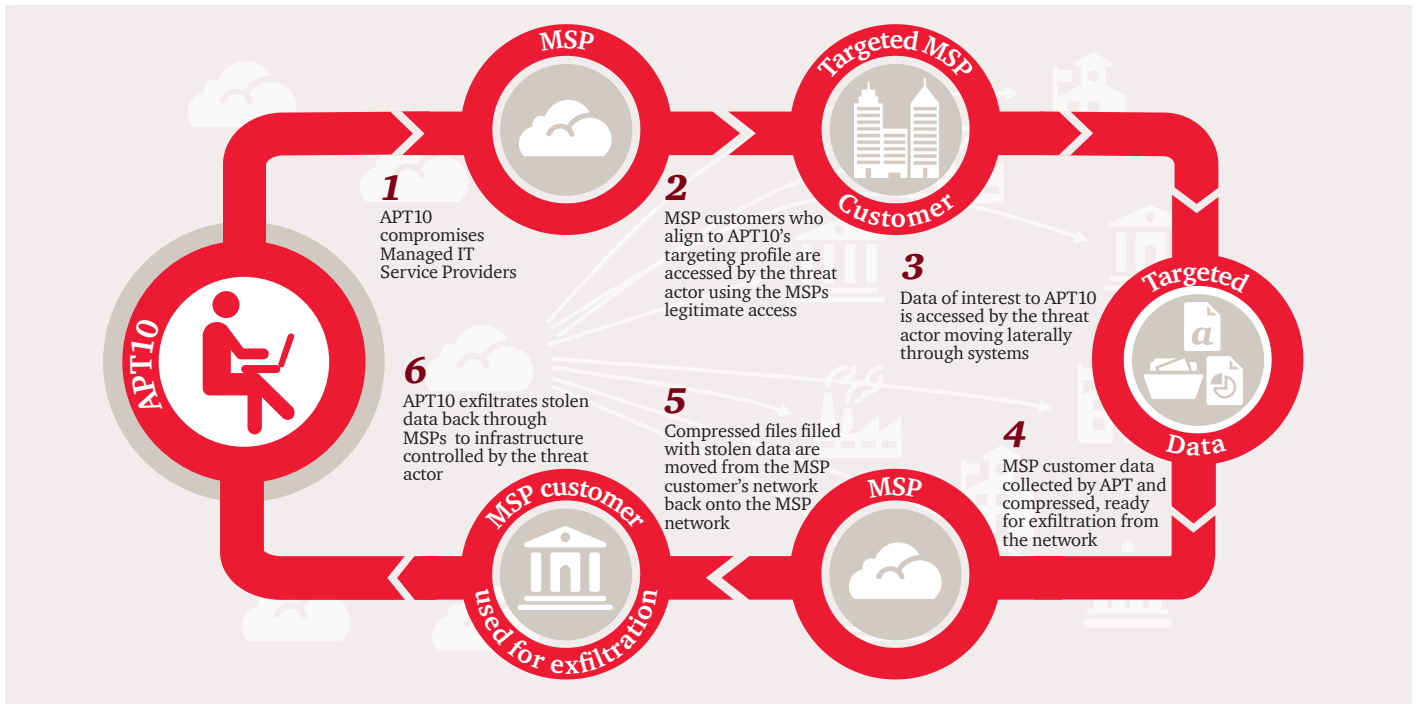 MSP
Targeted MSP
Customer
1
APT10
compromises
Managed IT
Service Providers
2
MSP customers who
align to APT10’s
targeting profile are
accessed by the threat
actor using the MSPs
legitimate access
3
Data of interest to APT10
is accessed by the threat
actor moving laterally
through systems
Targeted
a
Data
APT10
6
APT10 exfiltrates stolen
data back through
MSPs to infrastructure
controlled by the threat
actor
5
Compressed files filled
with stolen data are
moved from the MSP
customer’s network
back onto the MSP
network
4
MSP customer data
collected by APT and
compressed, ready
for exfiltration from
the network
MSP customer
used for exfiltration
MSP